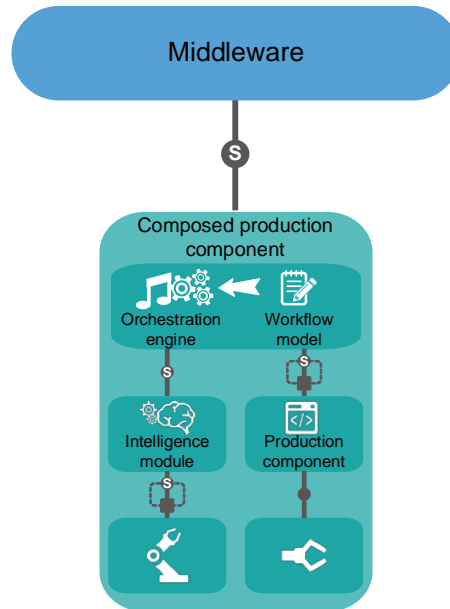 Middleware
S
Composed production
component
Orchestration
engine
Workflow
model
S
S
</>
Intelligence
module
Production
component
S